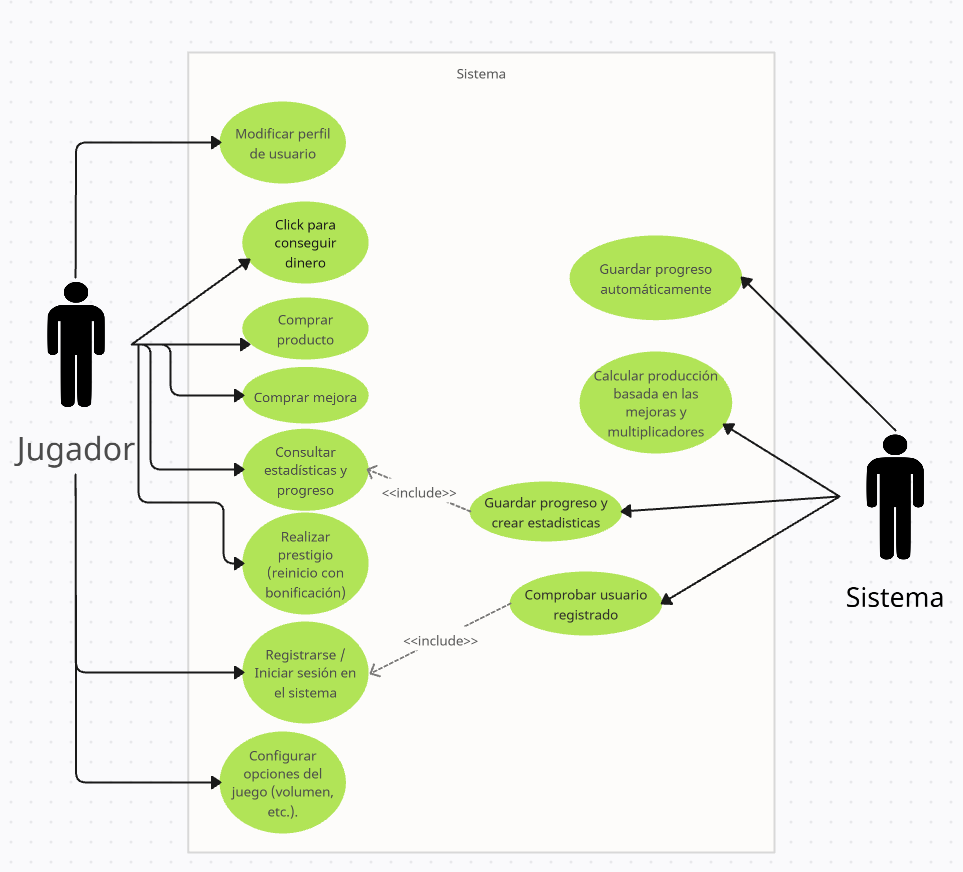 Sistema
Modificar perfil
de usuario
Click para
conseguir
dinero
Guardar progreso
automáticamente
Comprar
producto
Calcular producción
basada en las
mejoras y
multiplicadores
Comprar mejora
Jugador
Consultar
estadísticas y
progreso
<<include>>
Guardar progreso y
crear estadisticas
Realizar
prestigio
(reinicio con
bonificación)
Comprobar usuario
registrado
Sistema
<<include>>
Registrarse /
Iniciar sesión en
el sistema
Configurar
opciones del
juego (volumen,
etc.).